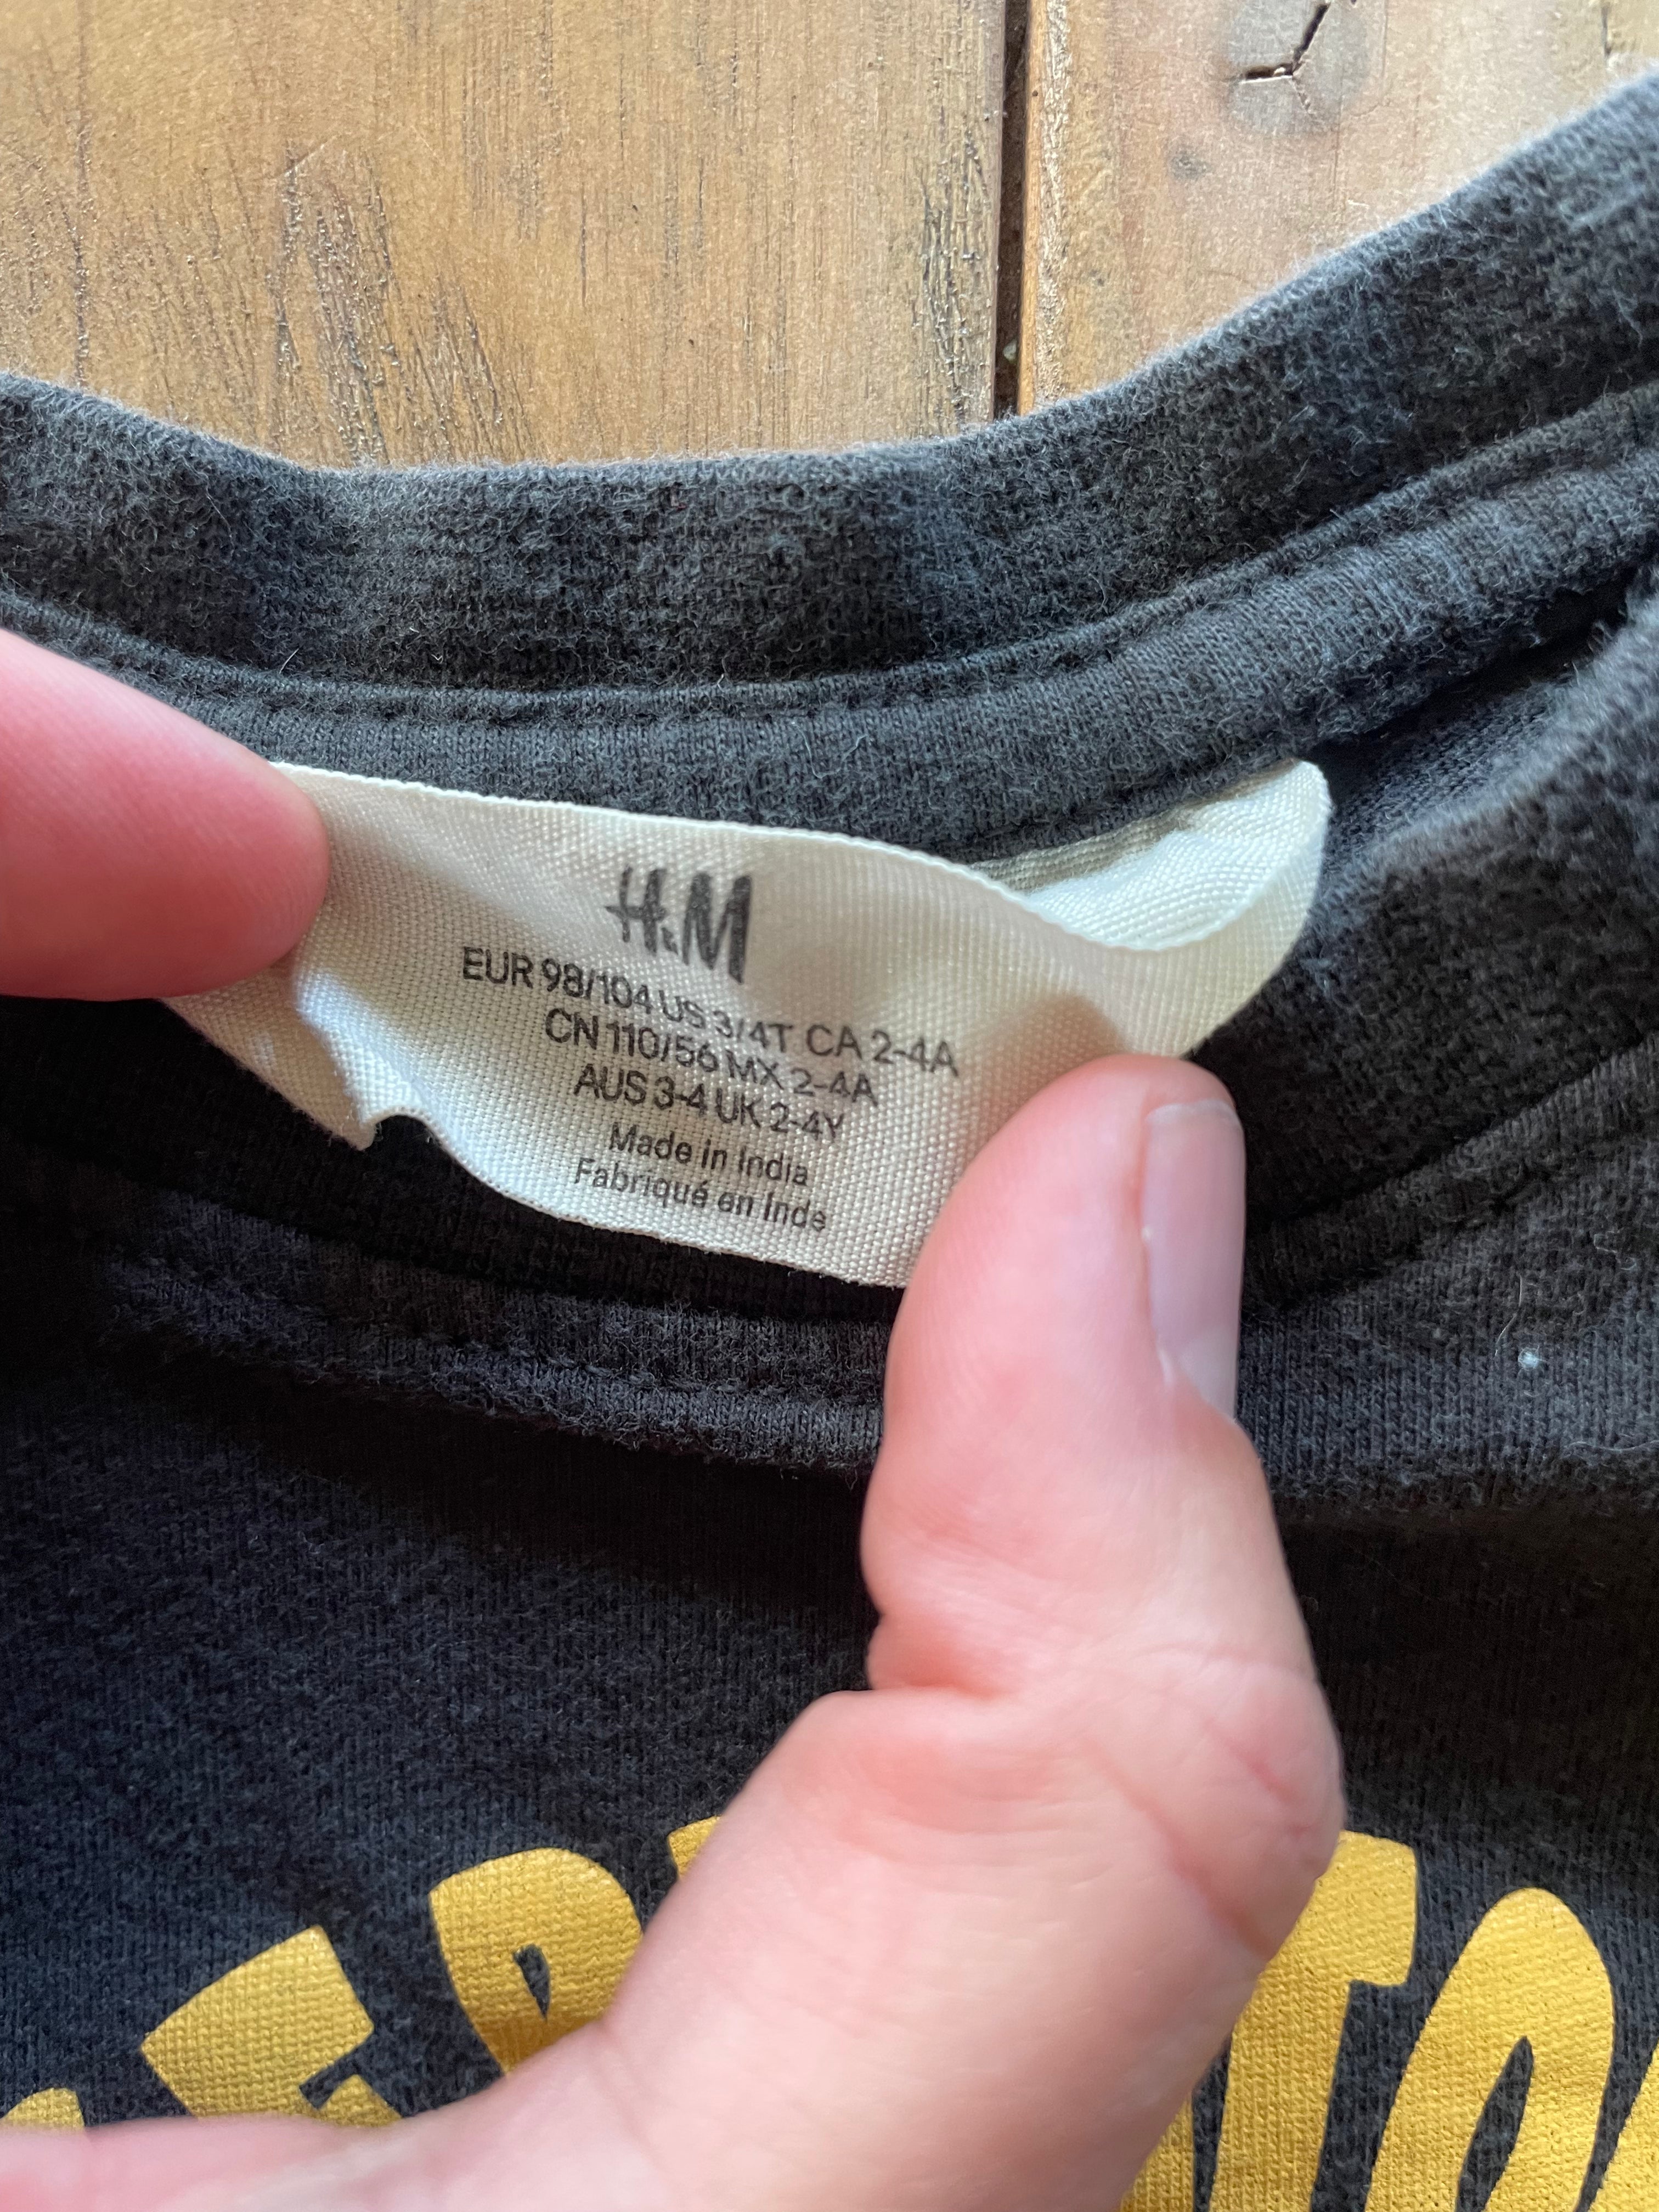 H&M
EUR 98/104 US 3/4T CA 2-4A
CN 110/56 MX 2-4A
AUS 3-4 UK 2-4Y
Made in India
Fabriqué en Inde